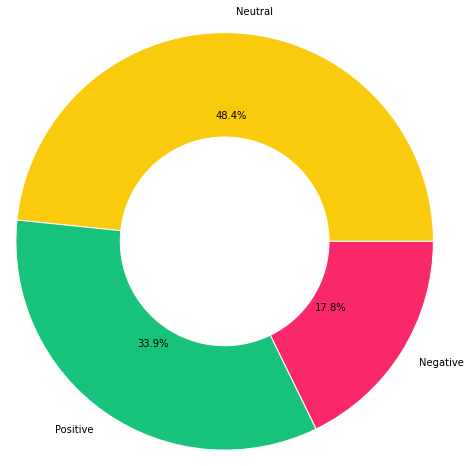 Neutral
48.4%
17.8%
33.9%
Negative
Positive